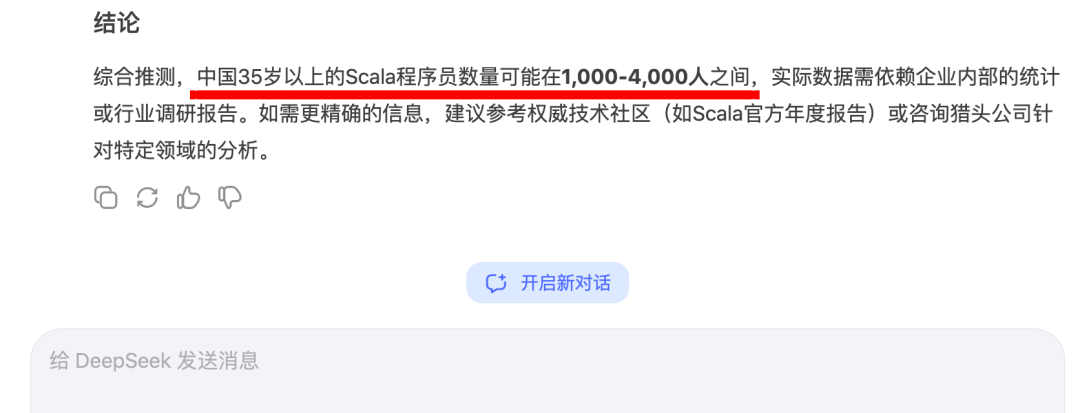 结论
综合推测，中国35岁以上的Scala程序员数量可能在1,000-4,000人之间，实际数据需依赖企业内部的统计
或行业调研报告。如需更精确的信息，建议参考权威技术社区（如Scala官方年度报告）或咨询猎头公司针
对特定领域的分析。
开启新对话
给 DeepSeek 发送消息